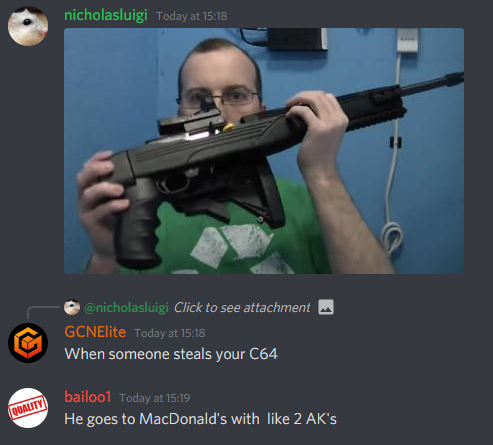 nicholasluigi Today at 15:18
@nicholasluigi Click to see attachment
GCNElite Today at 15:18
When someone steals your C64
QUALITY
bailoo1 Today at 15:19
He goes to MacDonald's with like 2 AK's